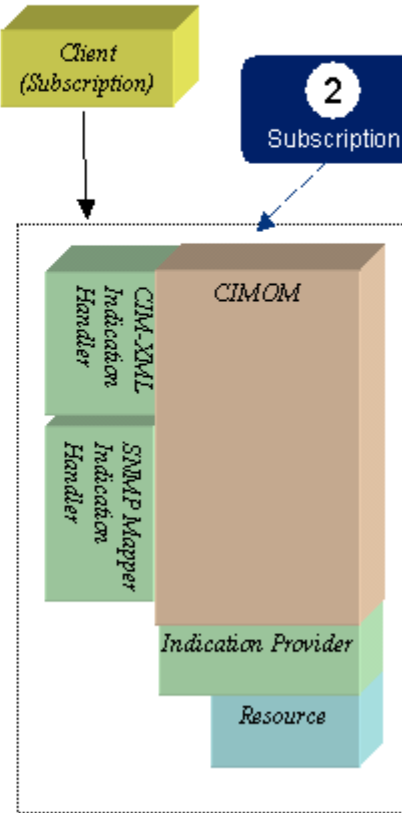 Client
(Subscription)
2
Subscription
CIM-XML
Indication
Handler
CIMOM
SNMP Mapper
Indication
Handler
Indication Provider
Resource